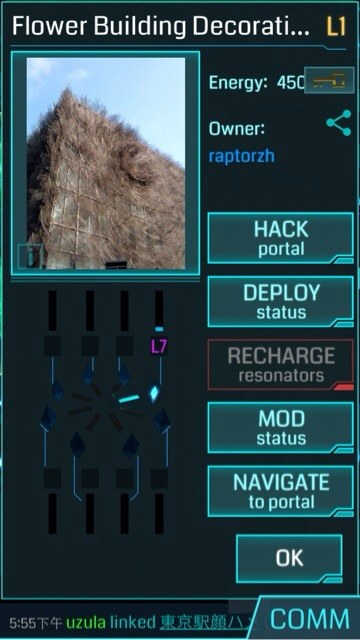 Flower Building Decorati... L1
Energy: 450
Owner:
raptorzh
HACK
portal
DEPLOY
status
L7
RECHARGE
resonators
MOD
status
NAVIGATE
to portal
OK
5:55下午 uzula linked 東京駅顔ハ
COMM